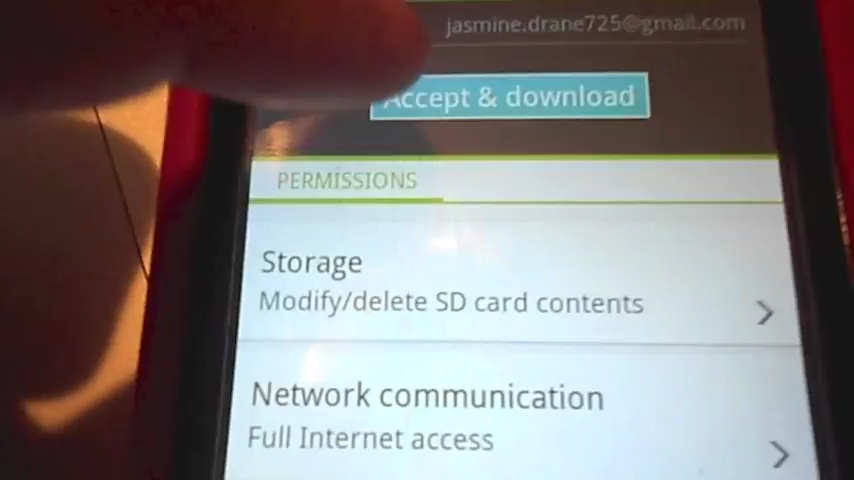 jasmine.drane725@gmail.com
Accept & download
PERMISSIONS
Storage
Modify/delete SD card contents
Network communication
Full Internet access